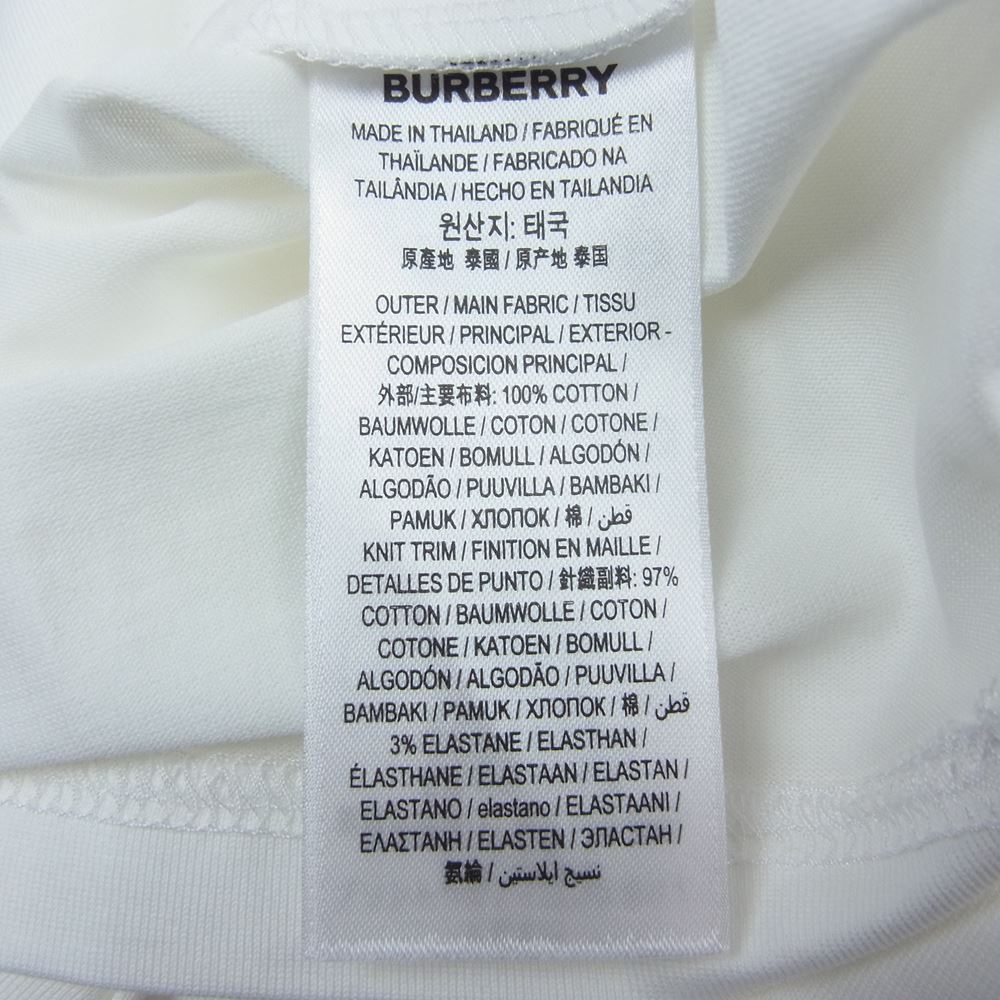 BURBERRY
MADE IN THAILAND / FABRIQUÉ EN
THAÏLANDE / FABRICADO NA
TAILÂNDIA / HECHO EN TAILANDIA
원산지: 태국
原產地 泰國 / 原产地 泰国
OUTER / MAIN FABRIC / TISSU
EXTÉRIEUR / PRINCIPAL / EXTERIOR -
COMPOSICION PRINCIPAL /
外部/主要布料: 100% COTTON /
BAUMWOLLE / COTON / COTONE /
KATOEN / BOMULL / ALGODÓN /
ALGODÃO / PUUVILLA / BAMBAKI /
PAMUK / ХЛОПОК / 棉 / قطن
KNIT TRIM / FINITION EN MAILLE /
DETALLES DE PUNTO / 針織副料: 97%
COTTON / BAUMWOLLE / COTON /
COTONE / KATOEN / BOMULL /
ALGODÓN / ALGODÃO / PUUVILLA /
BAMBAKI / PAMUK / ХЛОПОК / 棉 / قطن
3% ELASTANE / ELASTHAN /
ÉLASTHANE / ELASTAAN / ELASTAN /
ELASTANO / elastano / ELASTAANI /
ΕΛΑΣΤΑΝΗ / ELASTEN / ЭЛАСТАН /
氨綸 / نسيج ايلاستين